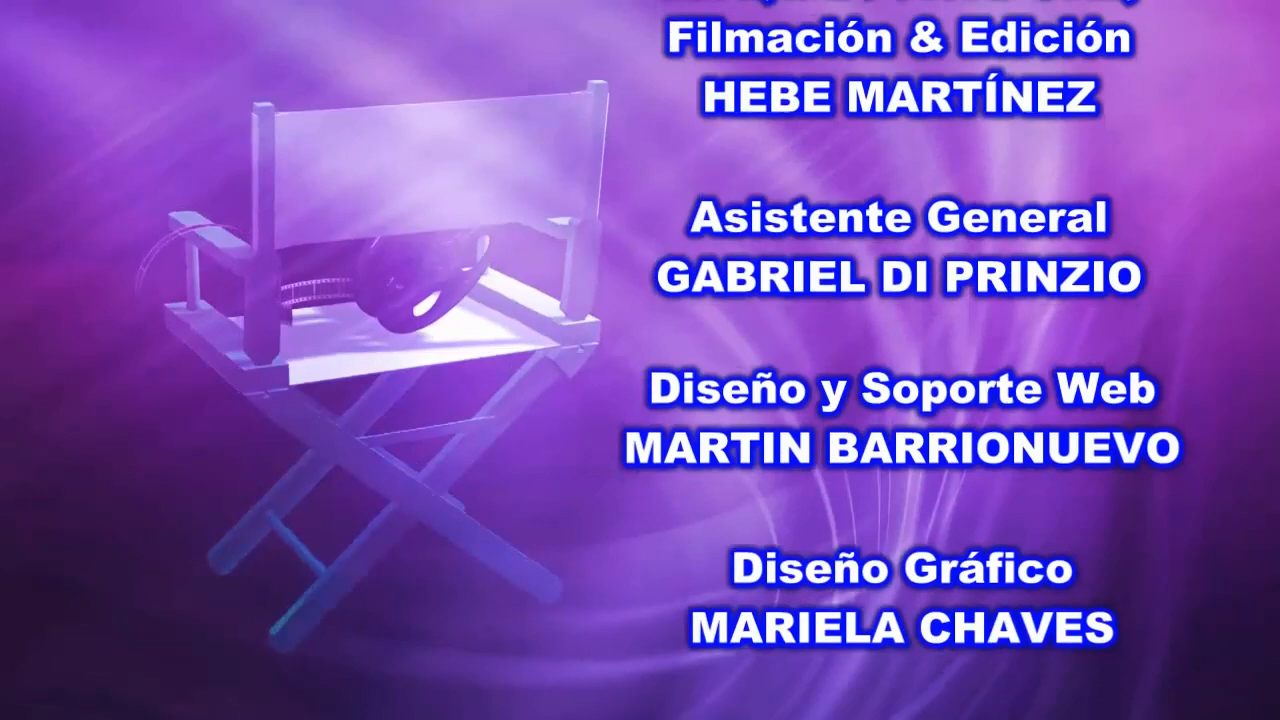 Filmación & Edición
HEBE MARTÍNEZ
Asistente General
GABRIEL DI PRINZIO
Diseño y Soporte Web
MARTIN BARRIONUEVO
Diseño Gráfico
MARIELA CHAVES